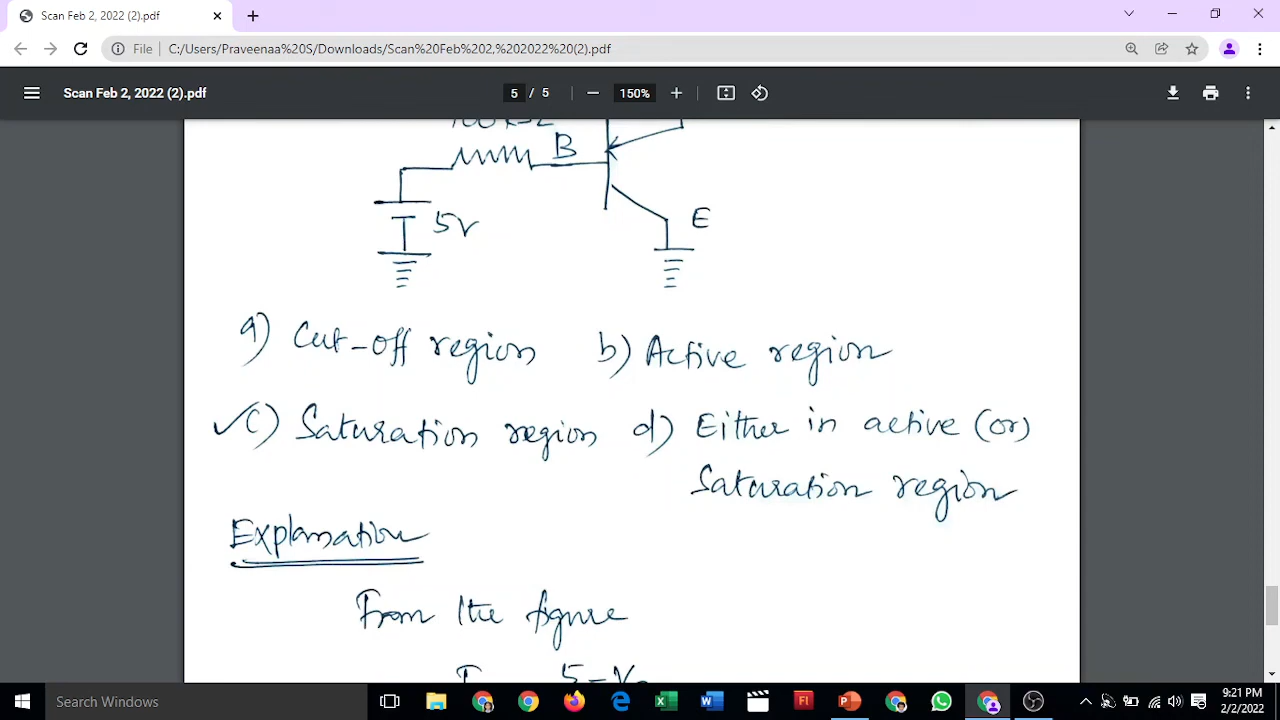 Scan Feb 2, 2022 (2).pdf
File C:/Users/Praveenaa%20S/Downloads/Scan%20Feb%202,%202022%20(2).pdf
Scan Feb 2, 2022 (2).pdf 5 / 5 150%
B
5V
E
a) Cut-off region b) Active region
c) Saturation region d) Either in active (or)
Saturation region
Explanation
From the figure
Search Windows
9:21 PM
2/2/2022